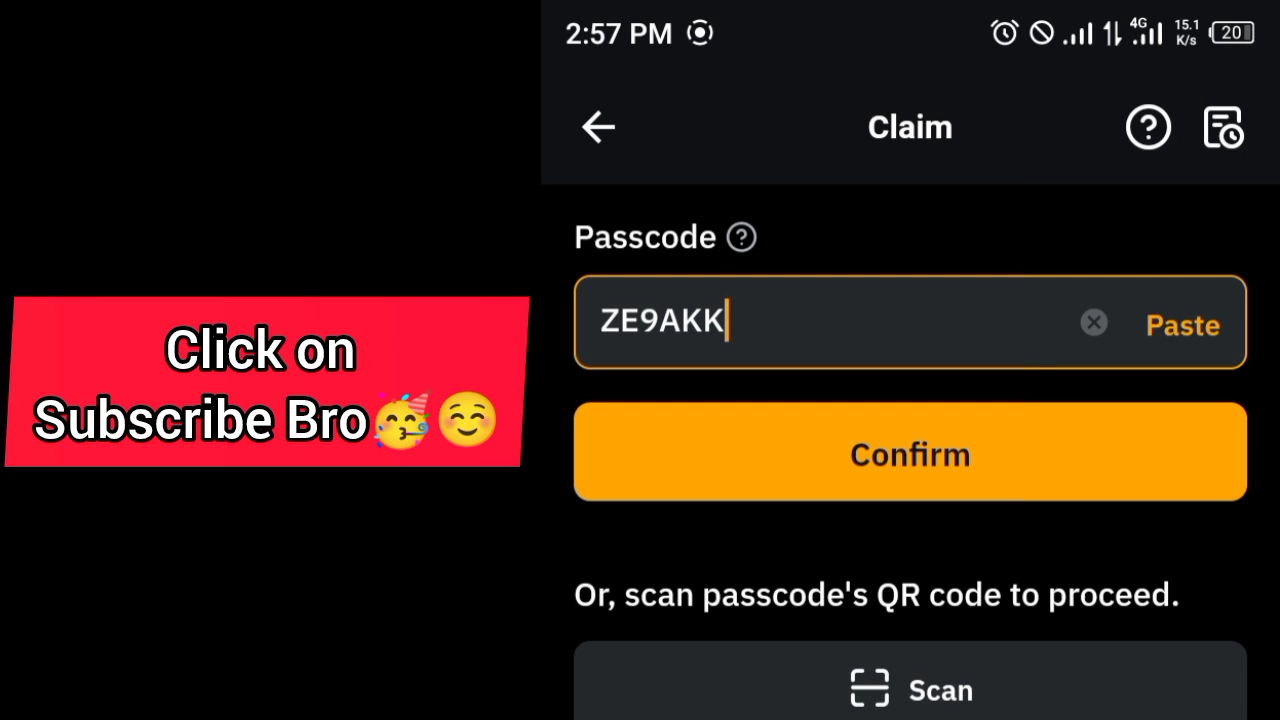 2:57 PM
4G
15.1
K/s
20
Claim
Passcode
ZE9AKK
Paste
Confirm
Or, scan passcode's QR code to proceed.
Scan
Click on
Subscribe Bro🥳☺️